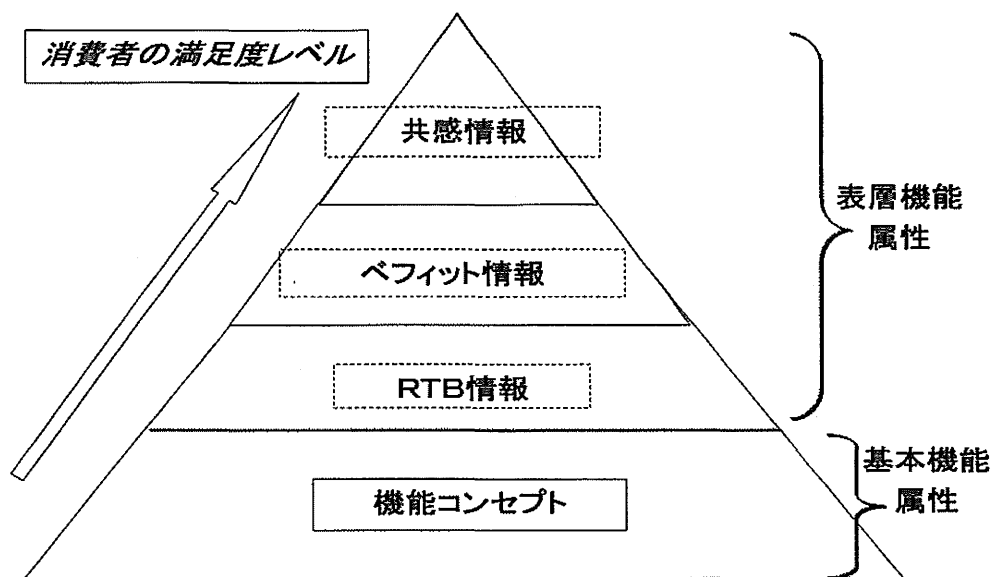 消費者の満足度レベル
共感情報
表層機能
属性
ベフィット情報
RTB情報
基本機能
属性
機能コンセプト